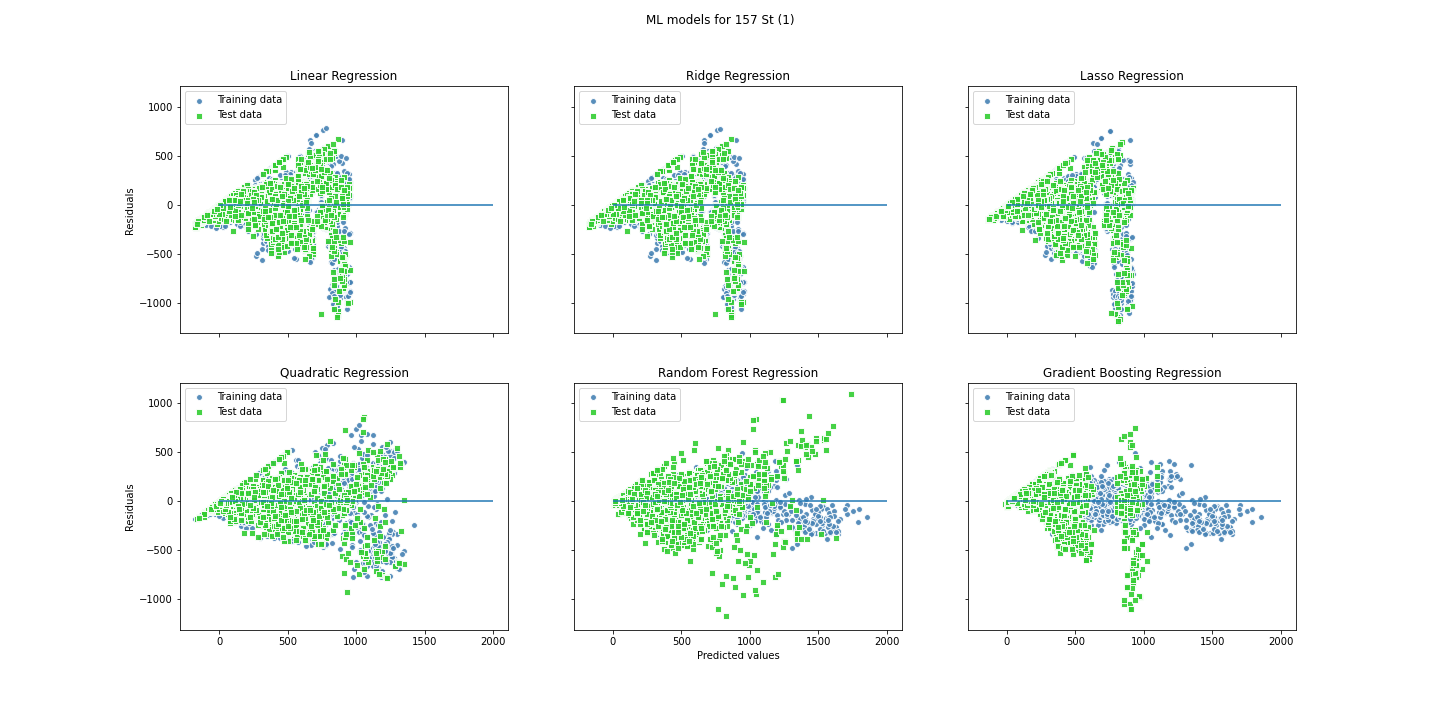 ML models for 157 St (1)
Linear Regression
Training data
Test data
1000
500
0
−500
−1000
Residuals
Ridge Regression
Training data
Test data
Lasso Regression
Training data
Test data
Quadratic Regression
Training data
Test data
1000
500
0
−500
−1000
Residuals
0 500 1000 1500 2000
Random Forest Regression
Training data
Test data
0 500 1000 1500 2000
Predicted values
Gradient Boosting Regression
Training data
Test data
0 500 1000 1500 2000